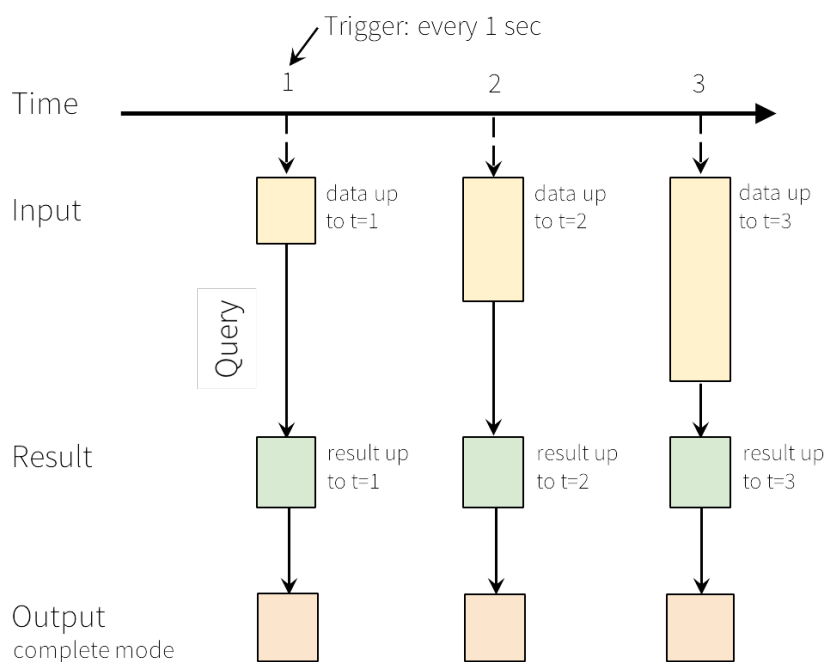 Trigger: every 1 sec
1 2 3
Time
Input
data up
to t=1
data up
to t=2
data up
to t=3
Query
Result
result up
to t=1
result up
to t=2
result up
to t=3
Output
complete mode